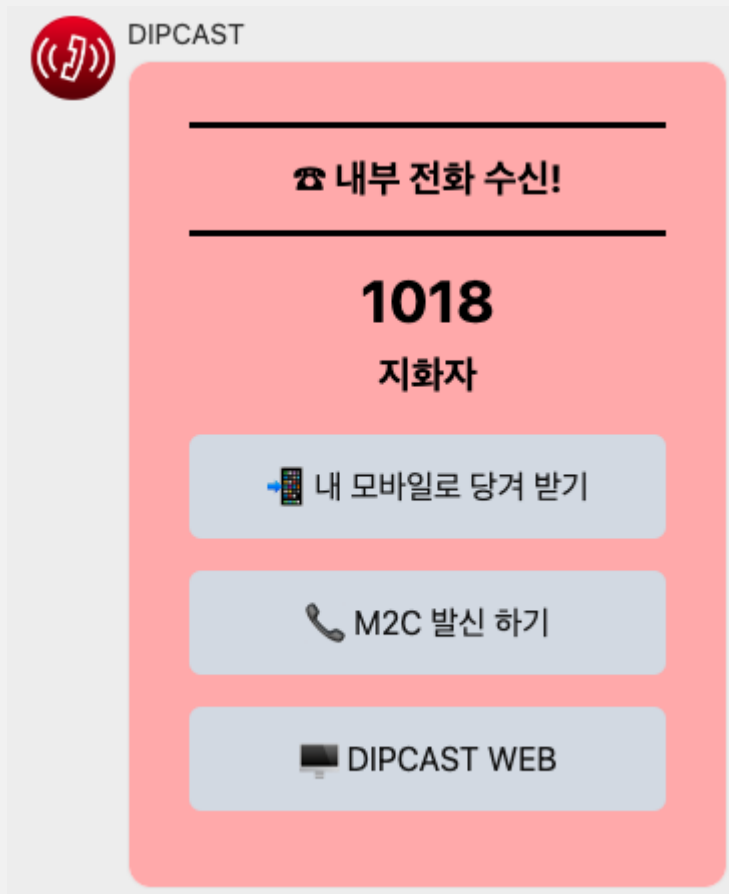 DIPCAST
☎ 내부 전화 수신!
1018
지화자
📲 내 모바일로 당겨 받기
📞 M2C 발신 하기
🖥 DIPCAST WEB